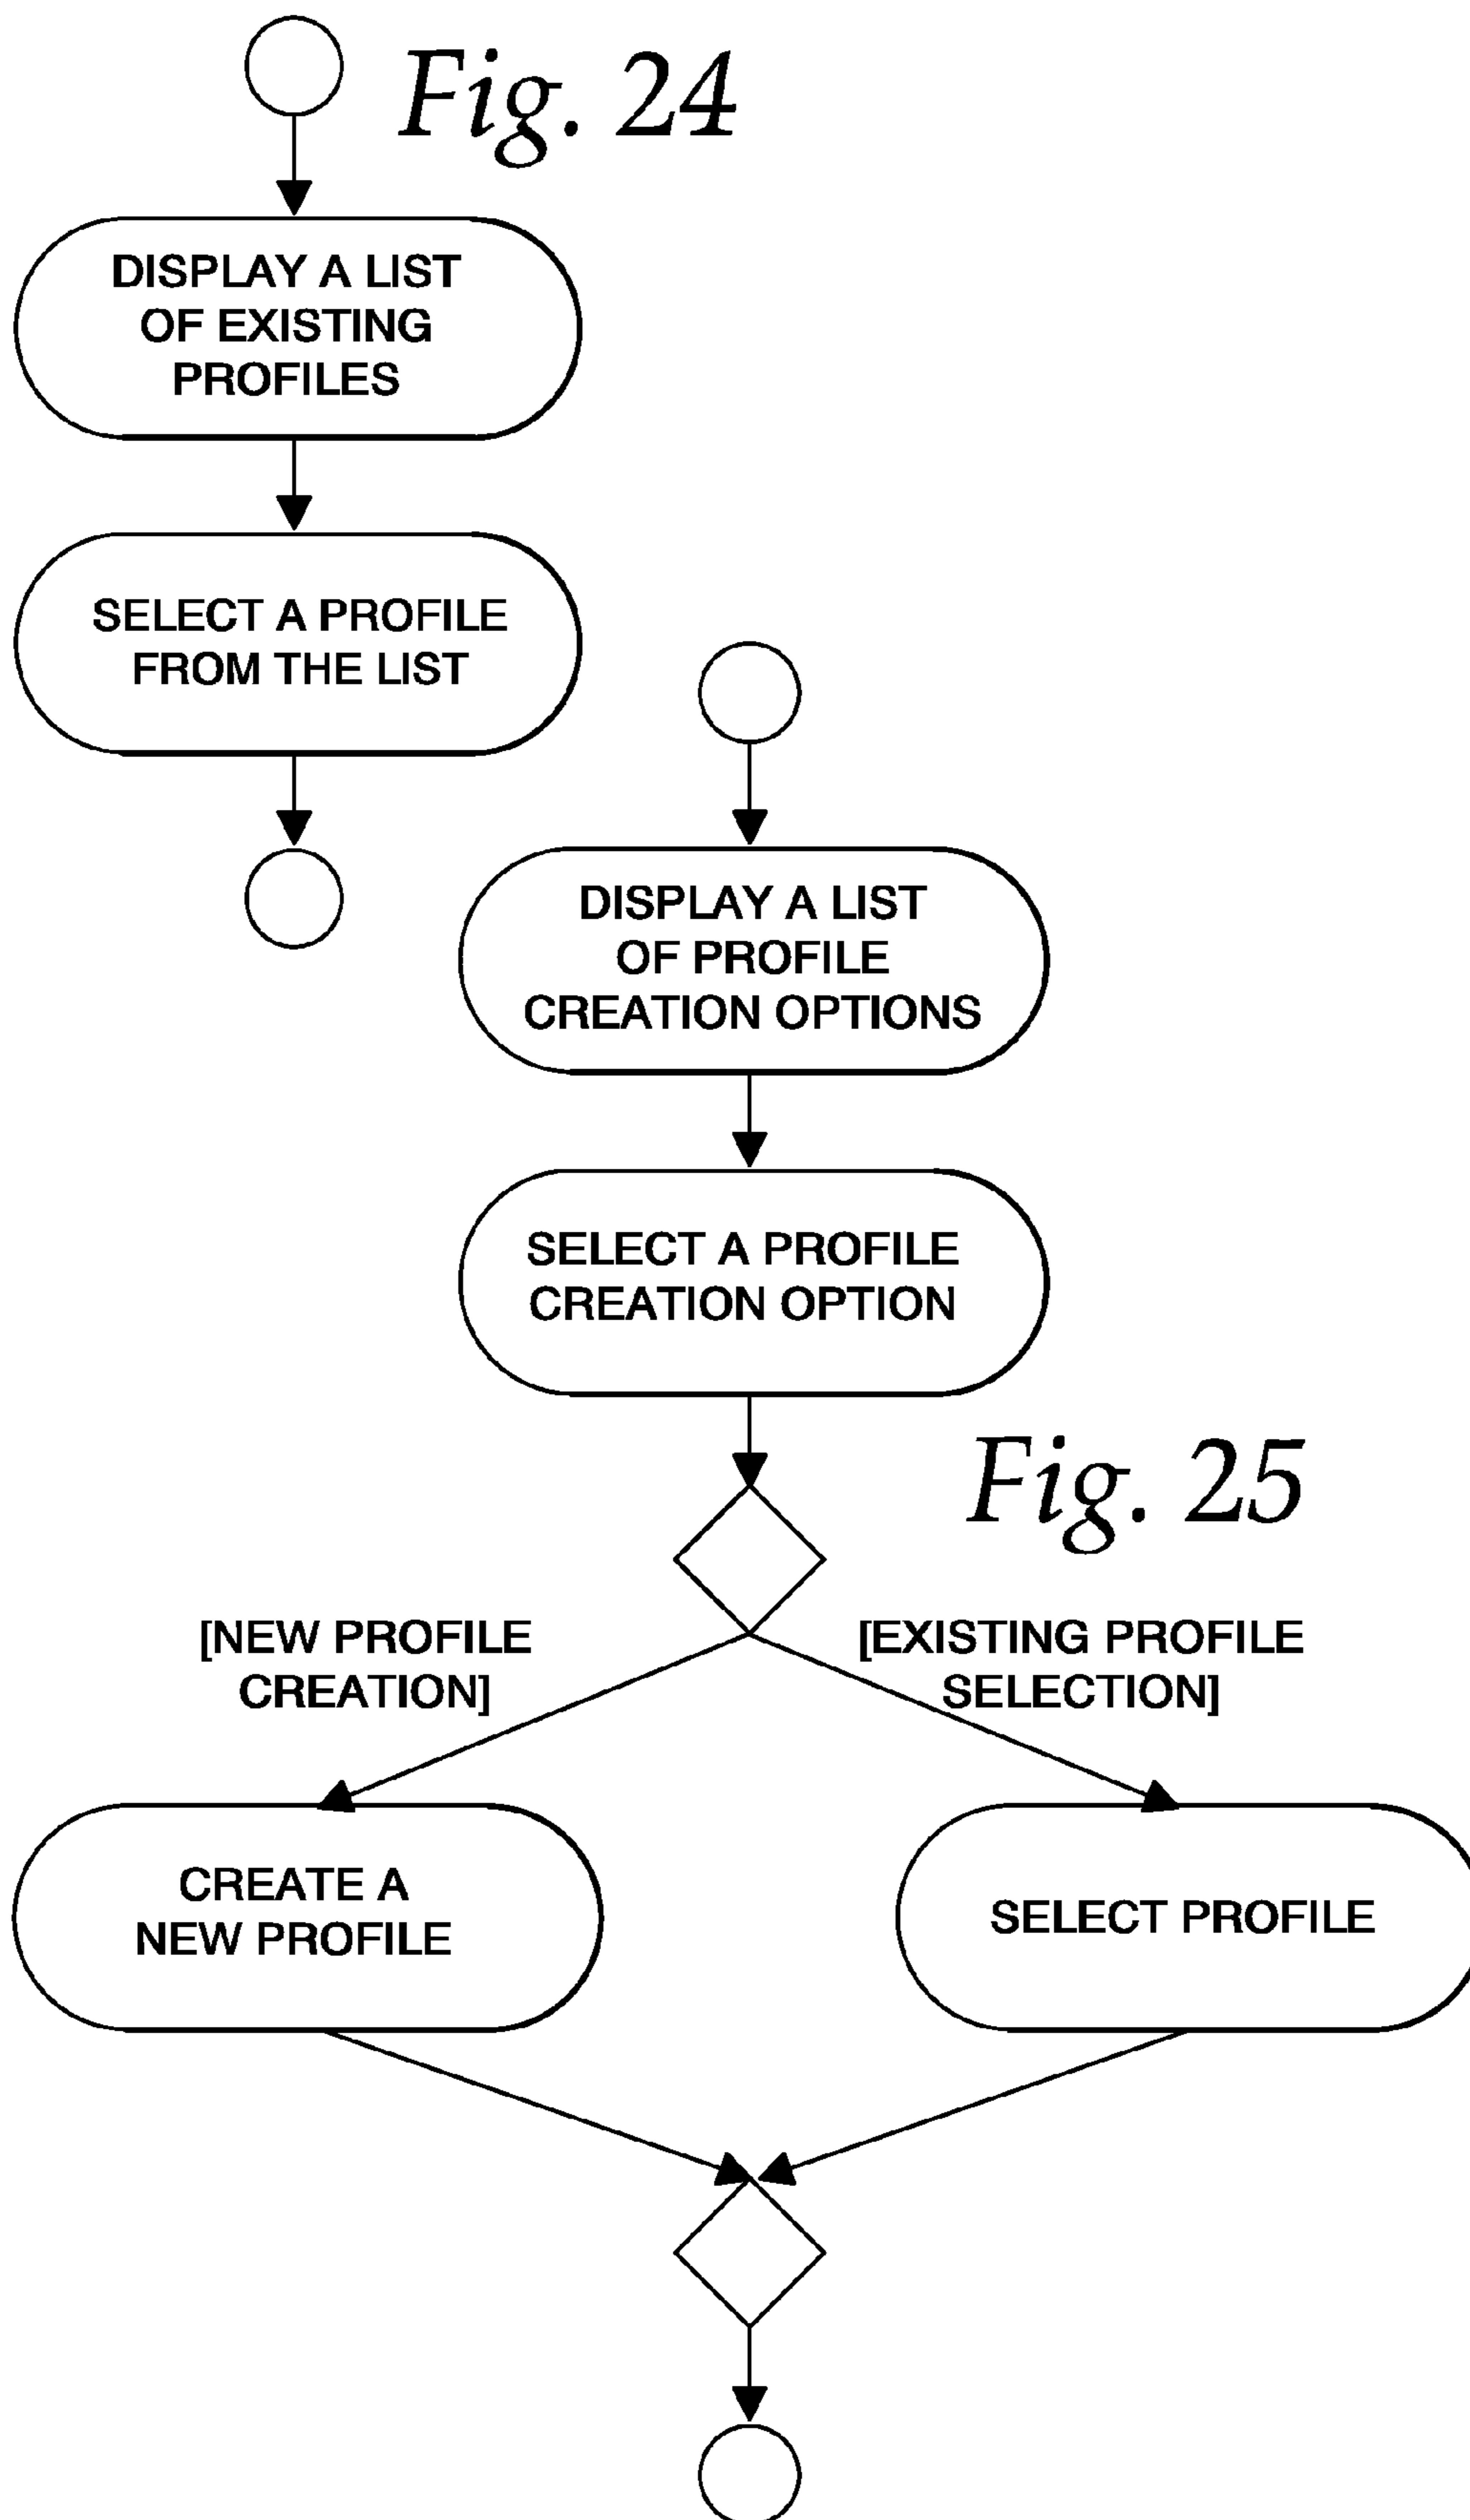 Fig. 24
DISPLAY A LIST
OF EXISTING
PROFILES
SELECT A PROFILE
FROM THE LIST
DISPLAY A LIST
OF PROFILE
CREATION OPTIONS
SELECT A PROFILE
CREATION OPTION
Fig. 25
[NEW PROFILE
CREATION]
[EXISTING PROFILE
SELECTION]
CREATE A
NEW PROFILE
SELECT PROFILE